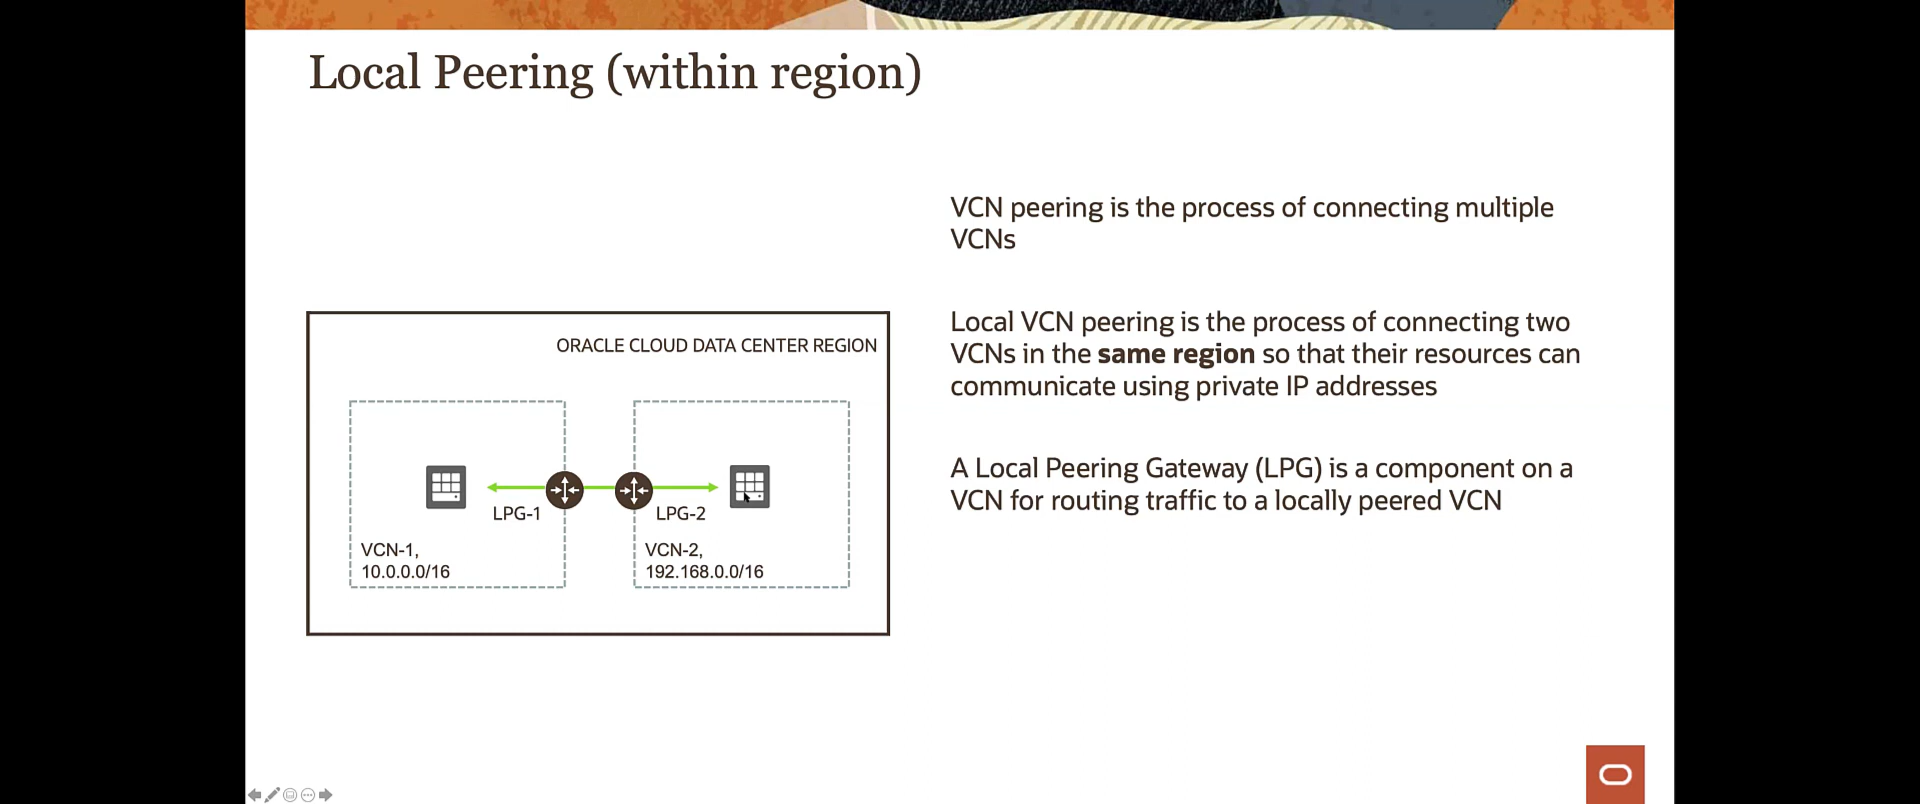 Local Peering (within region)
VCN peering is the process of connecting multiple
VCNs
Local VCN peering is the process of connecting two
VCNs in the same region so that their resources can
communicate using private IP addresses
A Local Peering Gateway (LPG) is a component on a
VCN for routing traffic to a locally peered VCN
ORACLE CLOUD DATA CENTER REGION
LPG-1
LPG-2
VCN-1,
10.0.0.0/16
VCN-2,
192.168.0.0/16